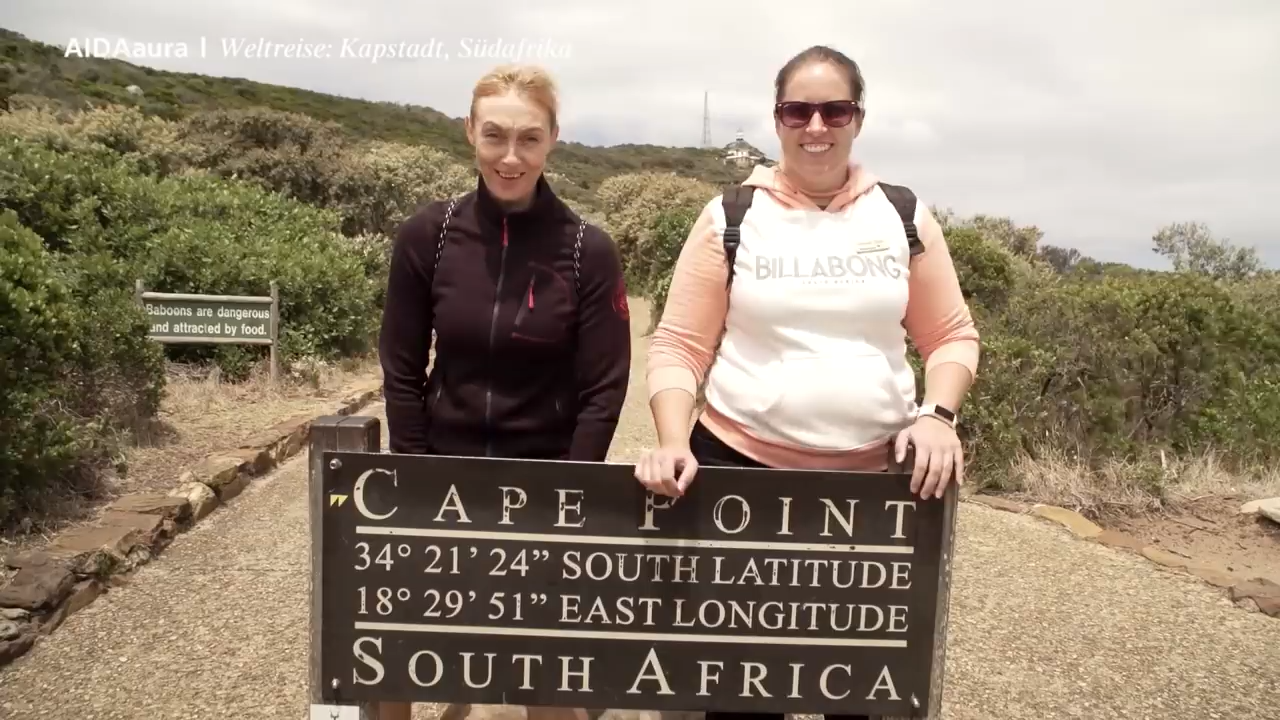 AIDAaura | Weltreise: Kapstadt, Südafrika
Baboons are dangerous
and attracted by food.
BILLABONG
CAPE POINT
34° 21’ 24” SOUTH LATITUDE
18° 29’ 51” EAST LONGITUDE
SOUTH AFRICA